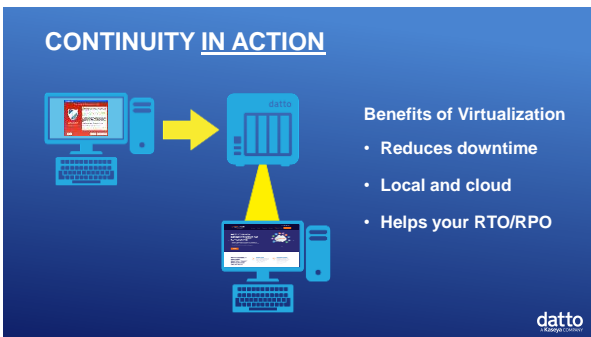 CONTINUITY IN ACTION
datto
Benefits of Virtualization
• Reduces downtime
• Local and cloud
• Helps your RTO/RPO
datto
A Kaseya COMPANY